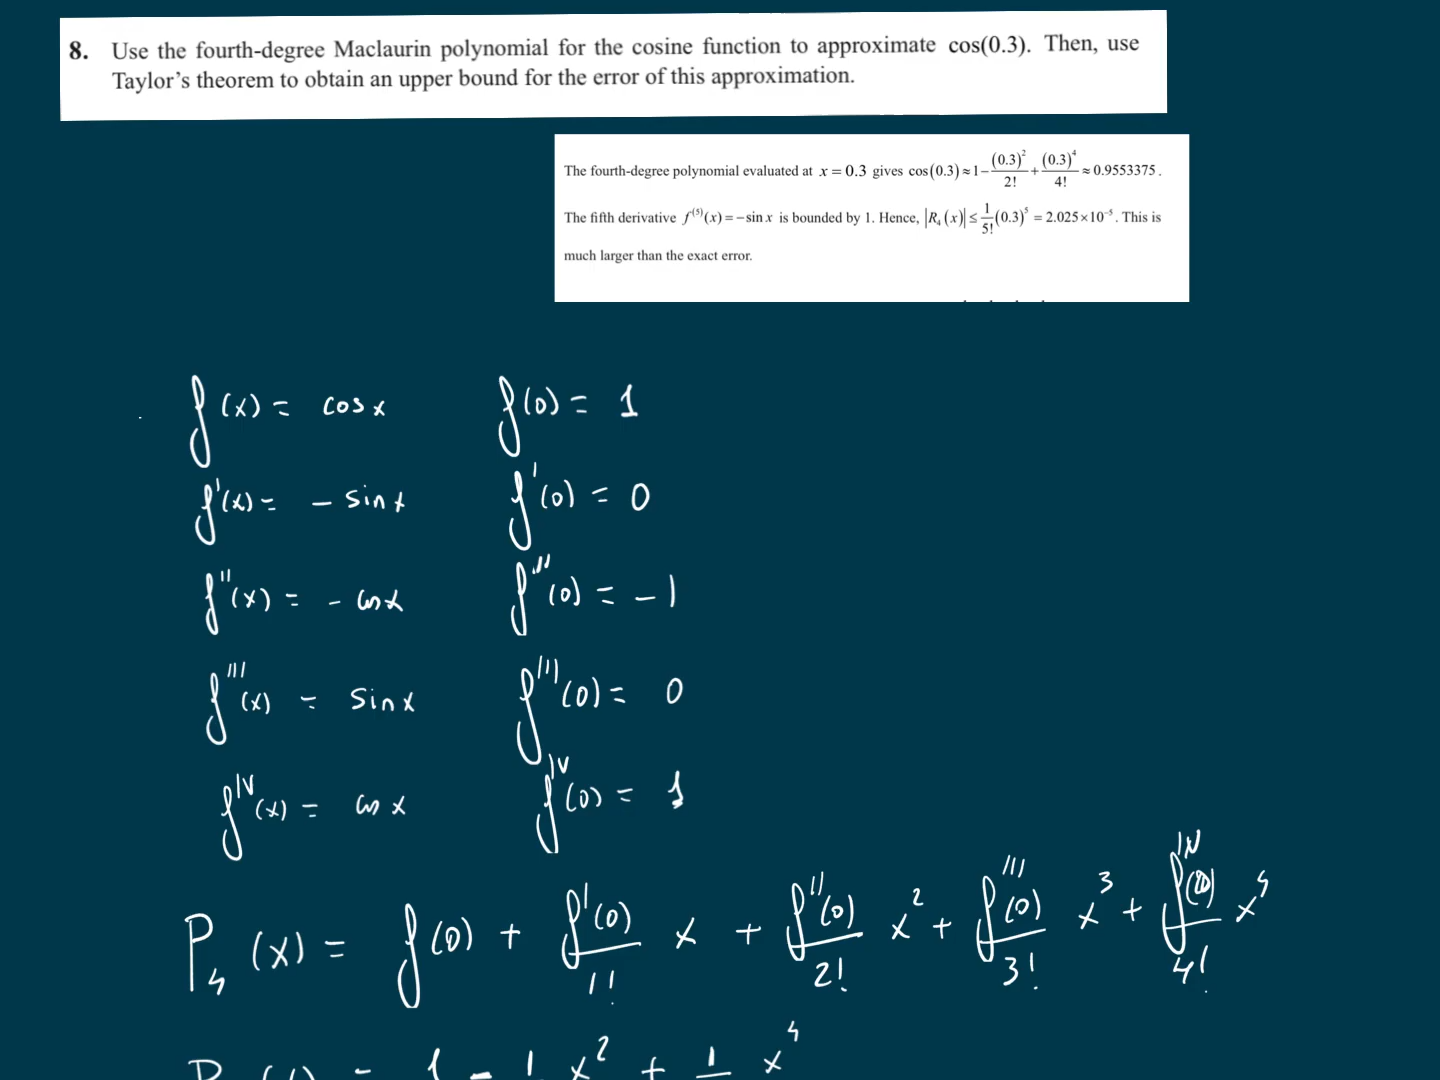 8. Use the fourth-degree Maclaurin polynomial for the cosine function to approximate cos(0.3). Then, use
Taylor's theorem to obtain an upper bound for the error of this approximation.
The fourth-degree polynomial evaluated at x = 0.3 gives cos(0.3) ≈ 1 − (0.3)²/2! + (0.3)⁴/4! ≈ 0.9553375.
The fifth derivative f⁽⁵⁾(x) = −sin x is bounded by 1. Hence, |R₄(x)| ≤ 1/5! (0.3)⁵ = 2.025×10⁻⁵. This is
much larger than the exact error.
f(x) = cos x f(0) = 1
f'(x) = − sin x f'(0) = 0
f''(x) = − cos x f''(0) = −1
f'''(x) = sin x f'''(0) = 0
f^IV(x) = cos x f^IV(0) = 1
P₄(x) = f(0) + f'(0)/1! x + f''(0)/2! x² + f'''(0)/3! x³ + f^IV(0)/4! x⁴
= 1 − 1 x² + 1 x⁴